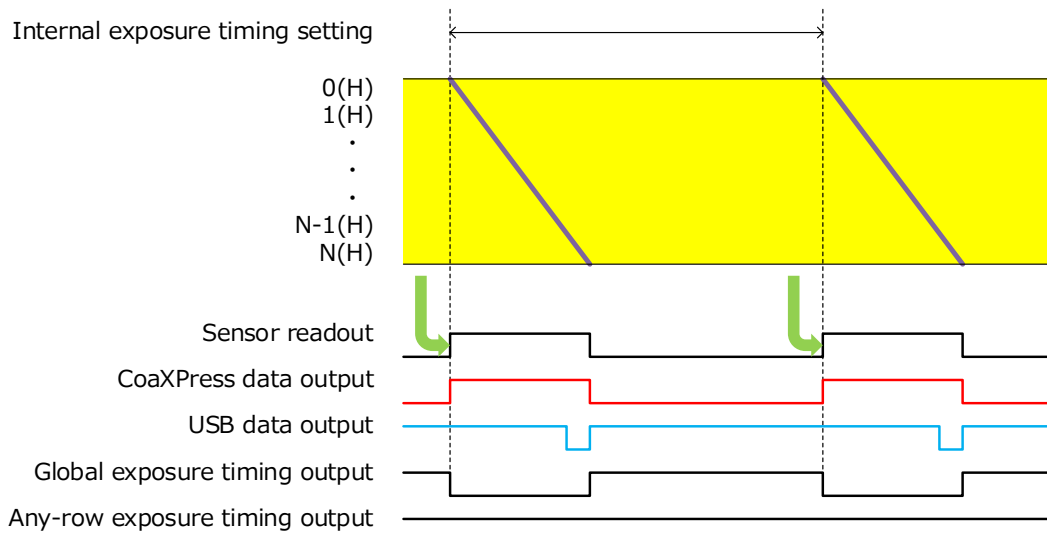 Internal exposure timing setting
0(H)
1(H)
.
.
.
N-1(H)
N(H)
Sensor readout
CoaXPress data output
USB data output
Global exposure timing output
Any-row exposure timing output